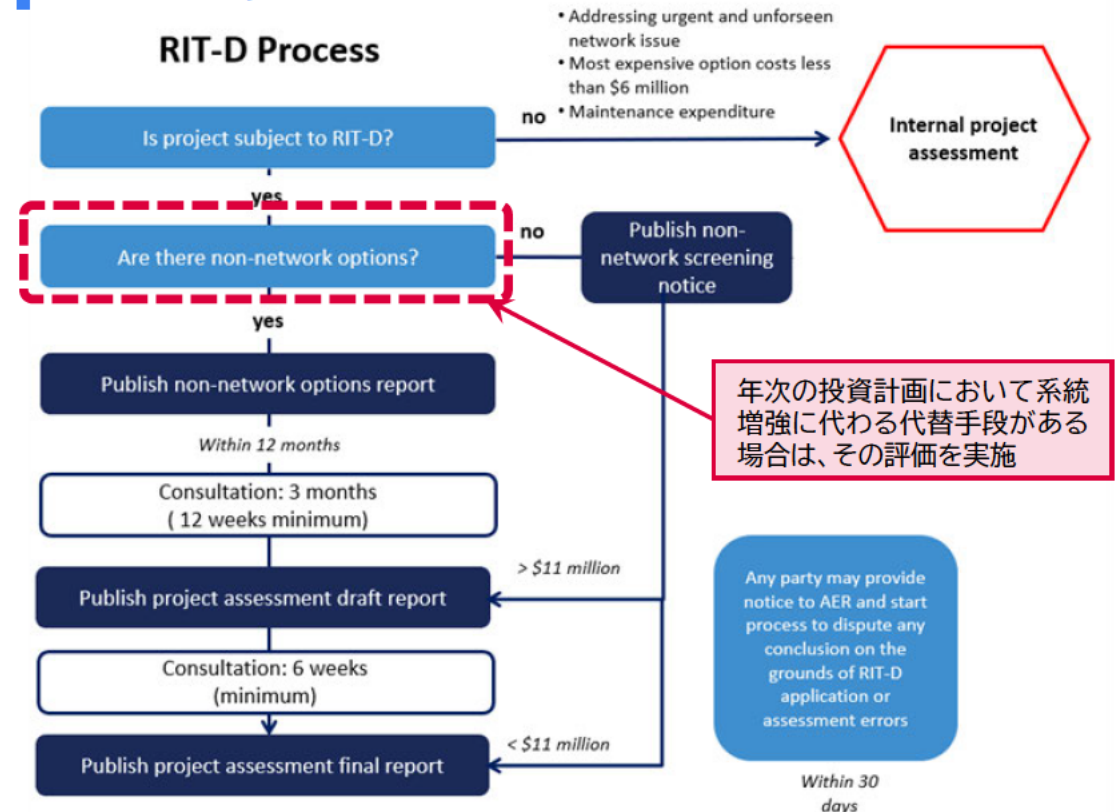 RIT-D Process
• Addressing urgent and unforseen
network issue
• Most expensive option costs less
than $6 million
• Maintenance expenditure
Is project subject to RIT-D?
no
Internal project
assessment
yes
Are there non-network options?
no
Publish non-
network screening
notice
yes
Publish non-network options report
年次の投資計画において系統
増強に代わる代替手段がある
場合は、その評価を実施
Within 12 months
Consultation: 3 months
( 12 weeks minimum)
> $11 million
Publish project assessment draft report
Consultation: 6 weeks
(minimum)
< $11 million
Publish project assessment final report
Any party may provide
notice to AER and start
process to dispute any
conclusion on the
grounds of RIT-D
application or
assessment errors
Within 30
days